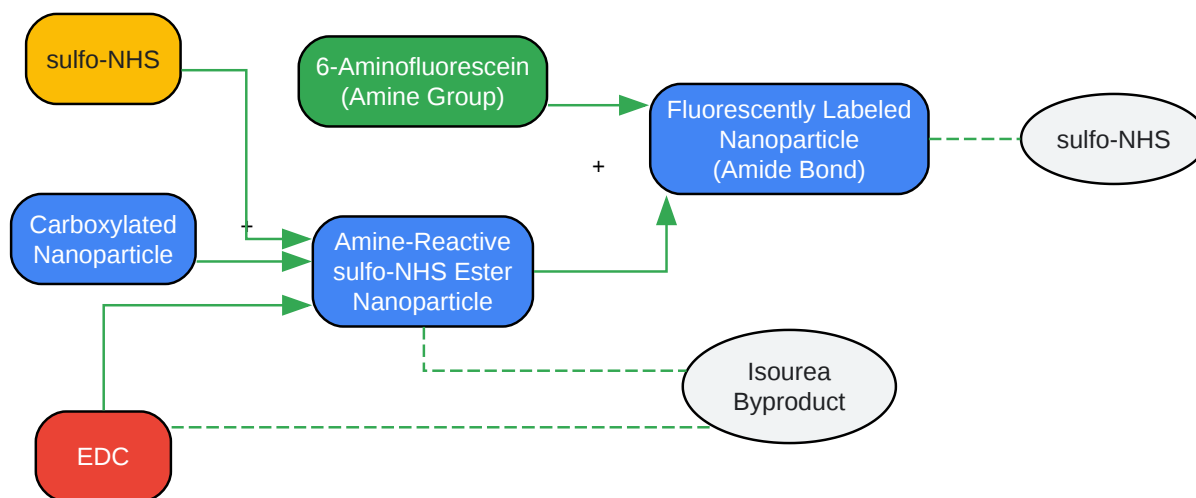 sulfo-NHS
6-Aminofluorescein
(Amine Group)
Fluorescently Labeled
Nanoparticle
(Amide Bond)
sulfo-NHS
+
Carboxylated
Nanoparticle
+
Amine-Reactive
sulfo-NHS Ester
Nanoparticle
Isourea
Byproduct
EDC